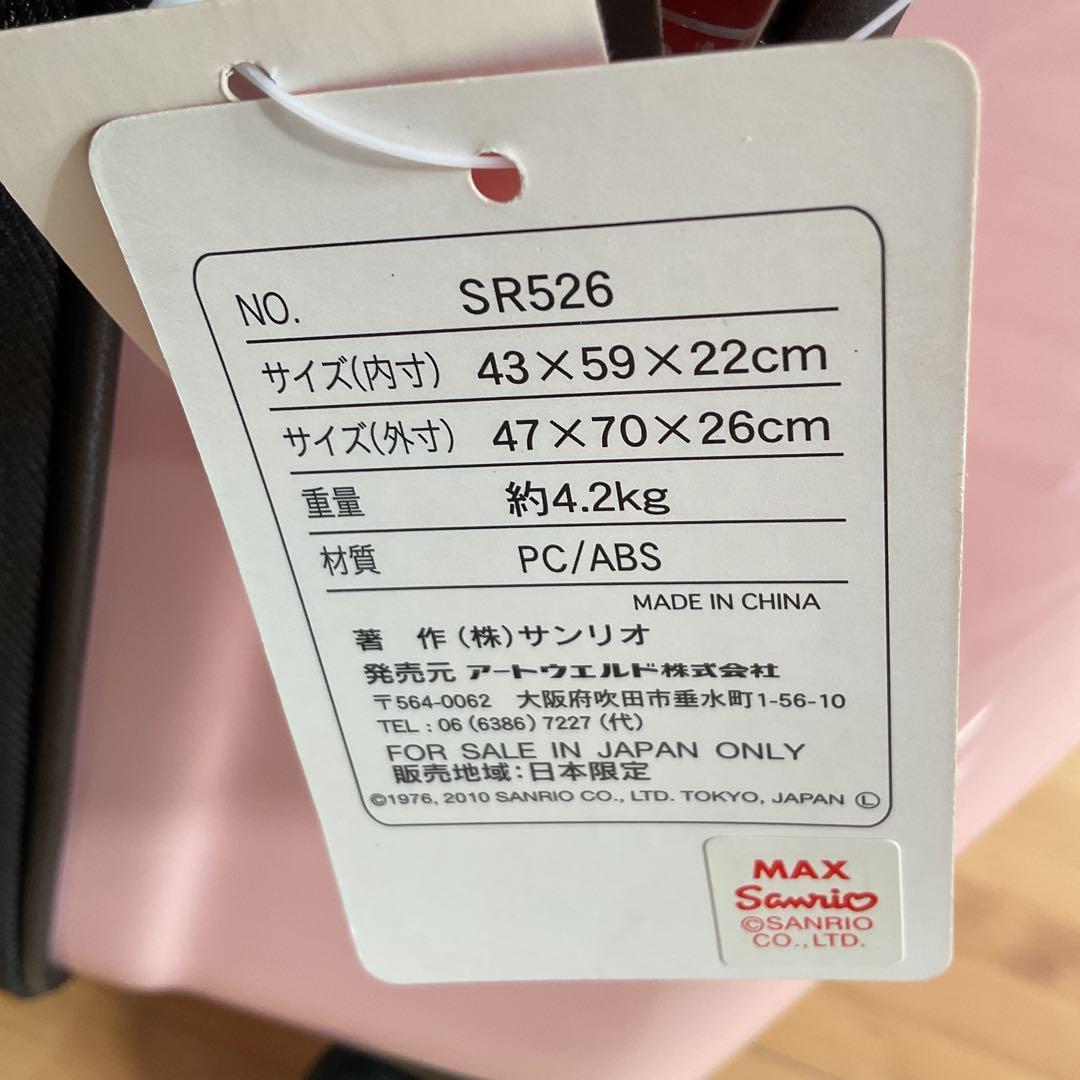 NO. SR526
サイズ(内寸) 43×59×22cm
サイズ(外寸) 47×70×26cm
重量 約4.2kg
材質 PC/ABS
MADE IN CHINA
著 作 (株)サンリオ
発売元 アートウエルド株式会社
〒564-0062 大阪府吹田市垂水町1-56-10
TEL : 06 (6386) 7227 (代)
FOR SALE IN JAPAN ONLY
販売地域:日本限定
©1976, 2010 SANRIO CO., LTD. TOKYO, JAPAN Ⓛ
MAX
Sanrio
©SANRIO
CO., LTD.